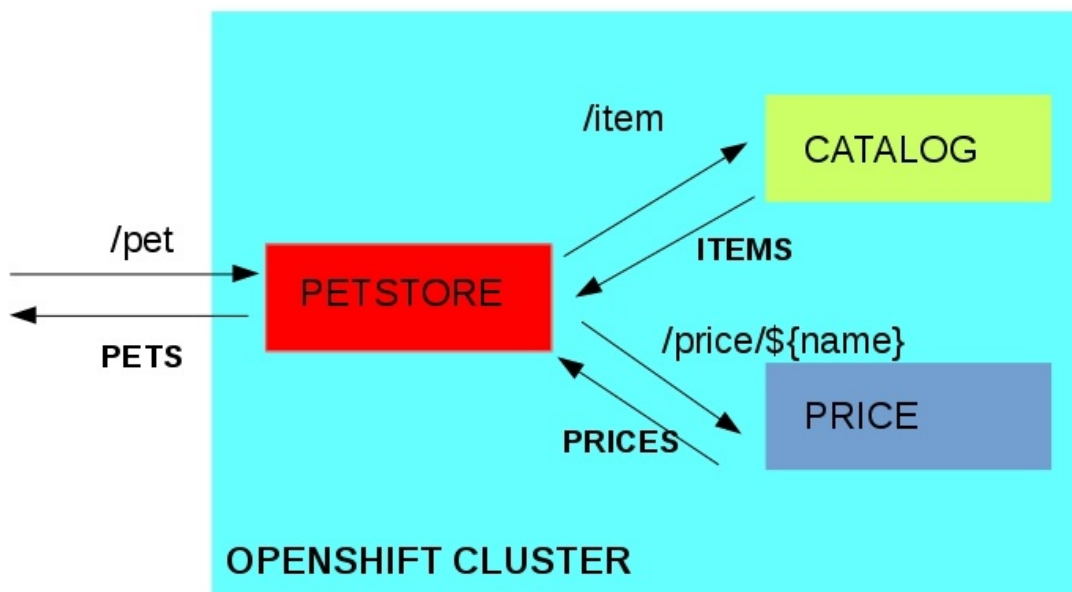 /item
CATALOG
/pet
ITEMS
PETSTORE
/price/${name}
PETS
PRICE
PRICES
OPENSHIFT CLUSTER